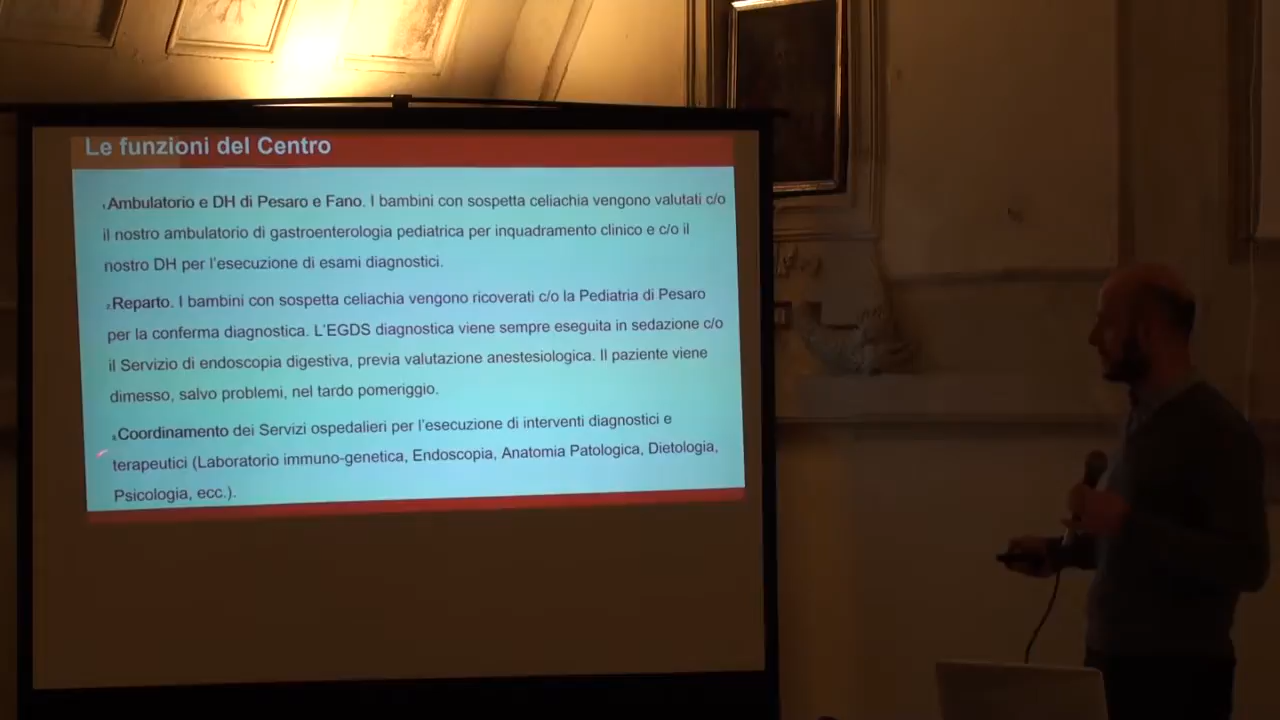 Le funzioni del Centro
1.Ambulatorio e DH di Pesaro e Fano. I bambini con sospetta celiachia vengono valutati c/o
il nostro ambulatorio di gastroenterologia pediatrica per inquadramento clinico e c/o il
nostro DH per l'esecuzione di esami diagnostici.
2.Reparto. I bambini con sospetta celiachia vengono ricoverati c/o la Pediatria di Pesaro
per la conferma diagnostica. L'EGDS diagnostica viene sempre eseguita in sedazione c/o
il Servizio di endoscopia digestiva, previa valutazione anestesiologica. Il paziente viene
dimesso, salvo problemi, nel tardo pomeriggio.
3.Coordinamento dei Servizi ospedalieri per l'esecuzione di interventi diagnostici e
terapeutici (Laboratorio immuno-genetica, Endoscopia, Anatomia Patologica, Dietologia,
Psicologia, ecc.).